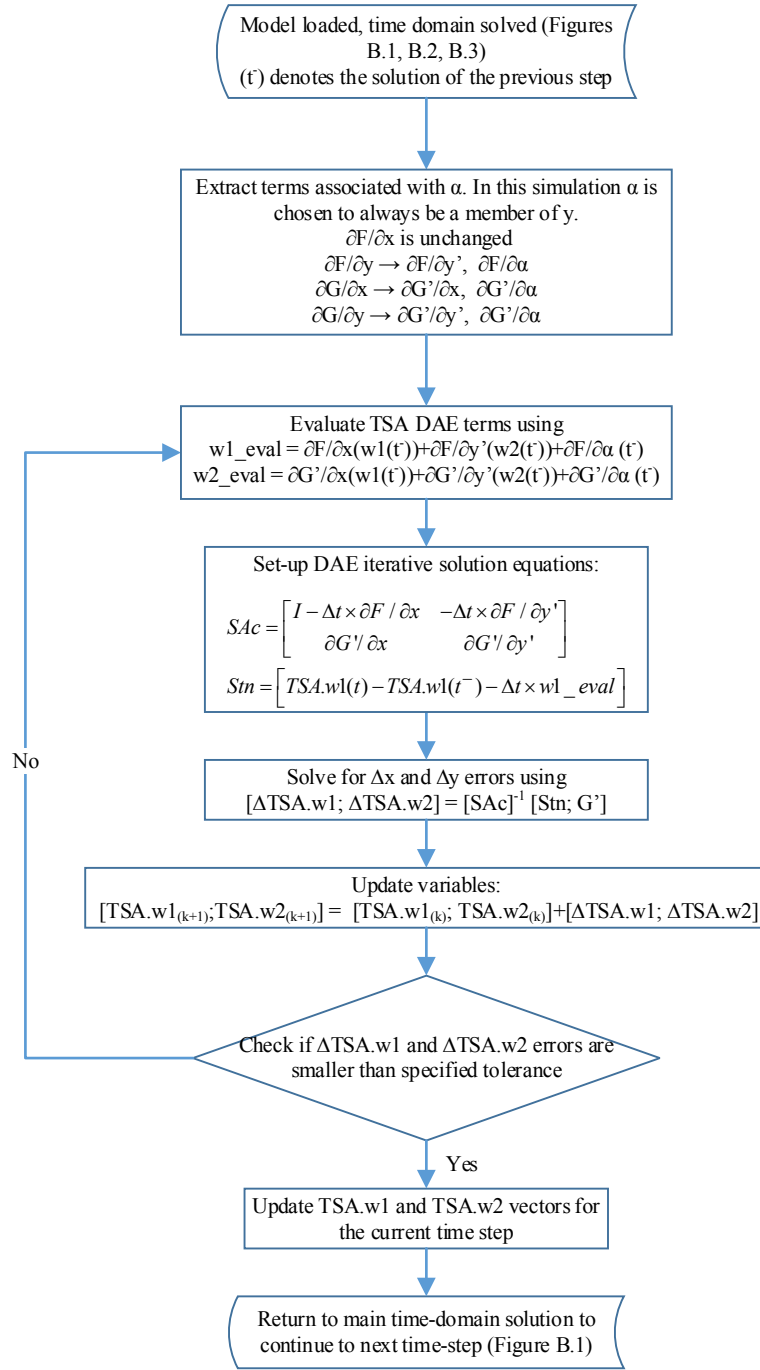 Model loaded, time domain solved (Figures
B.1, B.2, B.3)
(t⁻) denotes the solution of the previous step
Extract terms associated with α. In this simulation α is
chosen to always be a member of y.
∂F/∂x is unchanged
∂F/∂y → ∂F/∂y’, ∂F/∂α
∂G/∂x → ∂G’/∂x, ∂G’/∂α
∂G/∂y → ∂G’/∂y’, ∂G’/∂α
Evaluate TSA DAE terms using
w1_eval = ∂F/∂x(w1(t⁻))+∂F/∂y’(w2(t⁻))+∂F/∂α (t⁻)
w2_eval = ∂G’/∂x(w1(t⁻))+∂G’/∂y’(w2(t⁻))+∂G’/∂α (t⁻)
Set-up DAE iterative solution equations:
SAc = [I − Δt × ∂F / ∂x   −Δt × ∂F / ∂y'
∂G'/ ∂x   ∂G'/ ∂y']
Stn = [TSA.w1(t) − TSA.w1(t⁻) − Δt × w1_eval]
No
Solve for Δx and Δy errors using
[ΔTSA.w1; ΔTSA.w2] = [SAc]⁻¹ [Stn; G’]
Update variables:
[TSA.w1₍ₖ₊₁₎;TSA.w2₍ₖ₊₁₎] = [TSA.w1₍ₖ₎; TSA.w2₍ₖ₎]+[ΔTSA.w1; ΔTSA.w2]
Check if ΔTSA.w1 and ΔTSA.w2 errors are
smaller than specified tolerance
Yes
Update TSA.w1 and TSA.w2 vectors for
the current time step
Return to main time-domain solution to
continue to next time-step (Figure B.1)